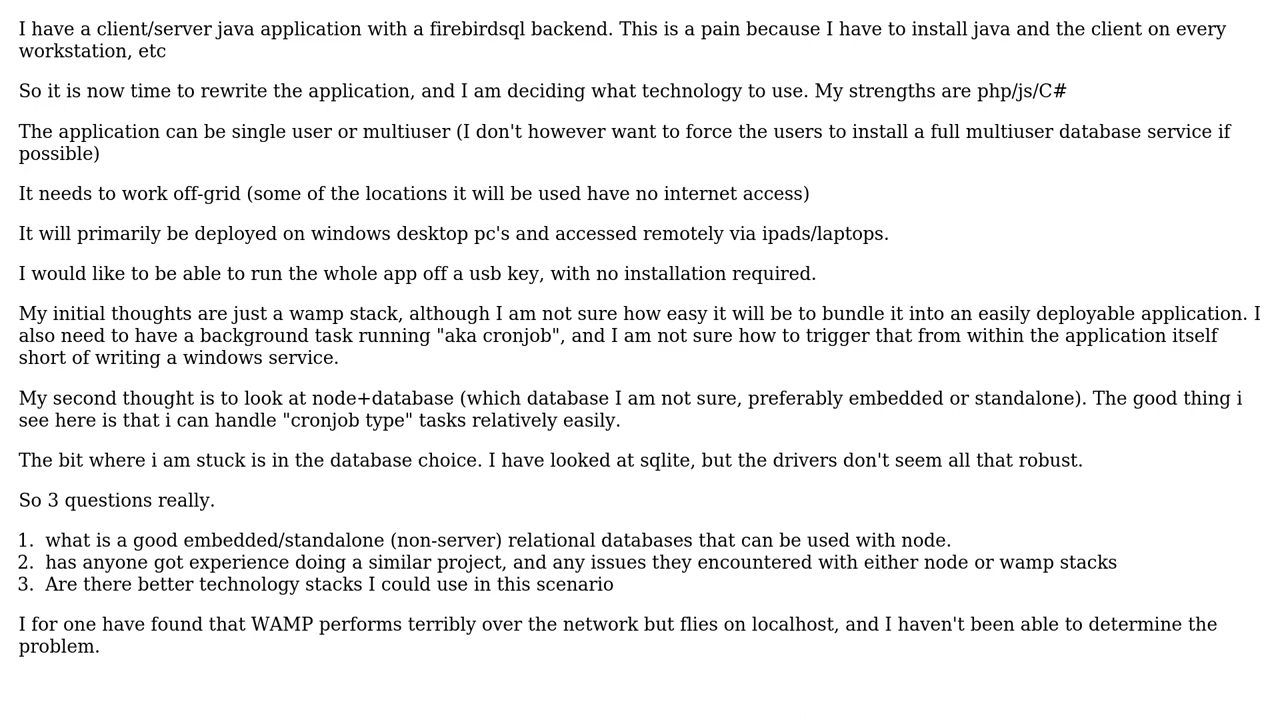 I have a client/server java application with a firebirdsql backend. This is a pain because I have to install java and the client on every
workstation, etc
So it is now time to rewrite the application, and I am deciding what technology to use. My strengths are php/js/C#
The application can be single user or multiuser (I don't however want to force the users to install a full multiuser database service if
possible)
It needs to work off-grid (some of the locations it will be used have no internet access)
It will primarily be deployed on windows desktop pc's and accessed remotely via ipads/laptops.
I would like to be able to run the whole app off a usb key, with no installation required.
My initial thoughts are just a wamp stack, although I am not sure how easy it will be to bundle it into an easily deployable application. I
also need to have a background task running "aka cronjob", and I am not sure how to trigger that from within the application itself
short of writing a windows service.
My second thought is to look at node+database (which database I am not sure, preferably embedded or standalone). The good thing i
see here is that i can handle "cronjob type" tasks relatively easily.
The bit where i am stuck is in the database choice. I have looked at sqlite, but the drivers don't seem all that robust.
So 3 questions really.
1. what is a good embedded/standalone (non-server) relational databases that can be used with node.
2. has anyone got experience doing a similar project, and any issues they encountered with either node or wamp stacks
3. Are there better technology stacks I could use in this scenario
I for one have found that WAMP performs terribly over the network but flies on localhost, and I haven't been able to determine the
problem.